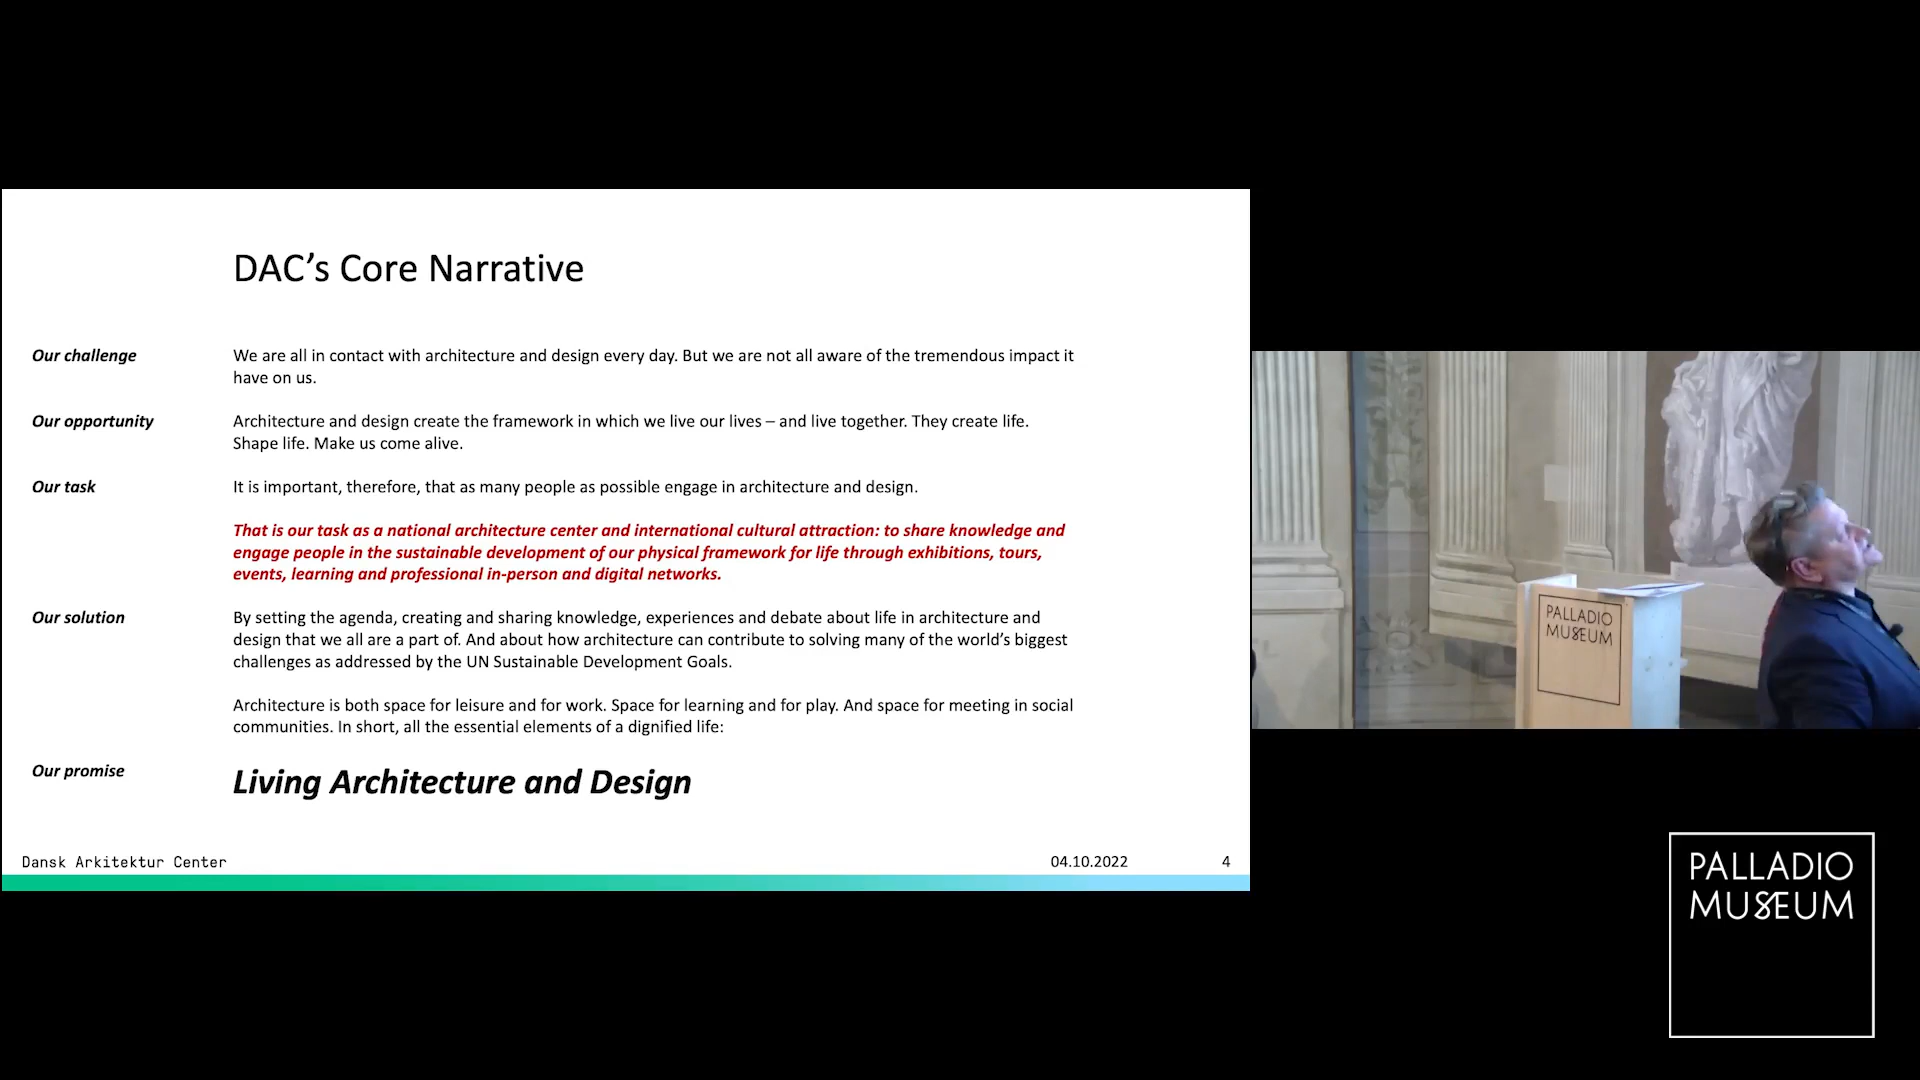 DAC’s Core Narrative
Our challenge
We are all in contact with architecture and design every day. But we are not all aware of the tremendous impact it
have on us.
Our opportunity
Architecture and design create the framework in which we live our lives – and live together. They create life.
Shape life. Make us come alive.
Our task
It is important, therefore, that as many people as possible engage in architecture and design.
That is our task as a national architecture center and international cultural attraction: to share knowledge and
engage people in the sustainable development of our physical framework for life through exhibitions, tours,
events, learning and professional in-person and digital networks.
Our solution
By setting the agenda, creating and sharing knowledge, experiences and debate about life in architecture and
design that we all are a part of. And about how architecture can contribute to solving many of the world’s biggest
challenges as addressed by the UN Sustainable Development Goals.
Architecture is both space for leisure and for work. Space for learning and for play. And space for meeting in social
communities. In short, all the essential elements of a dignified life:
Our promise
Living Architecture and Design
Dansk Arkitektur Center
04.10.2022
4
PALLADIO
MUSEUM
PALLADIO
MUSEUM